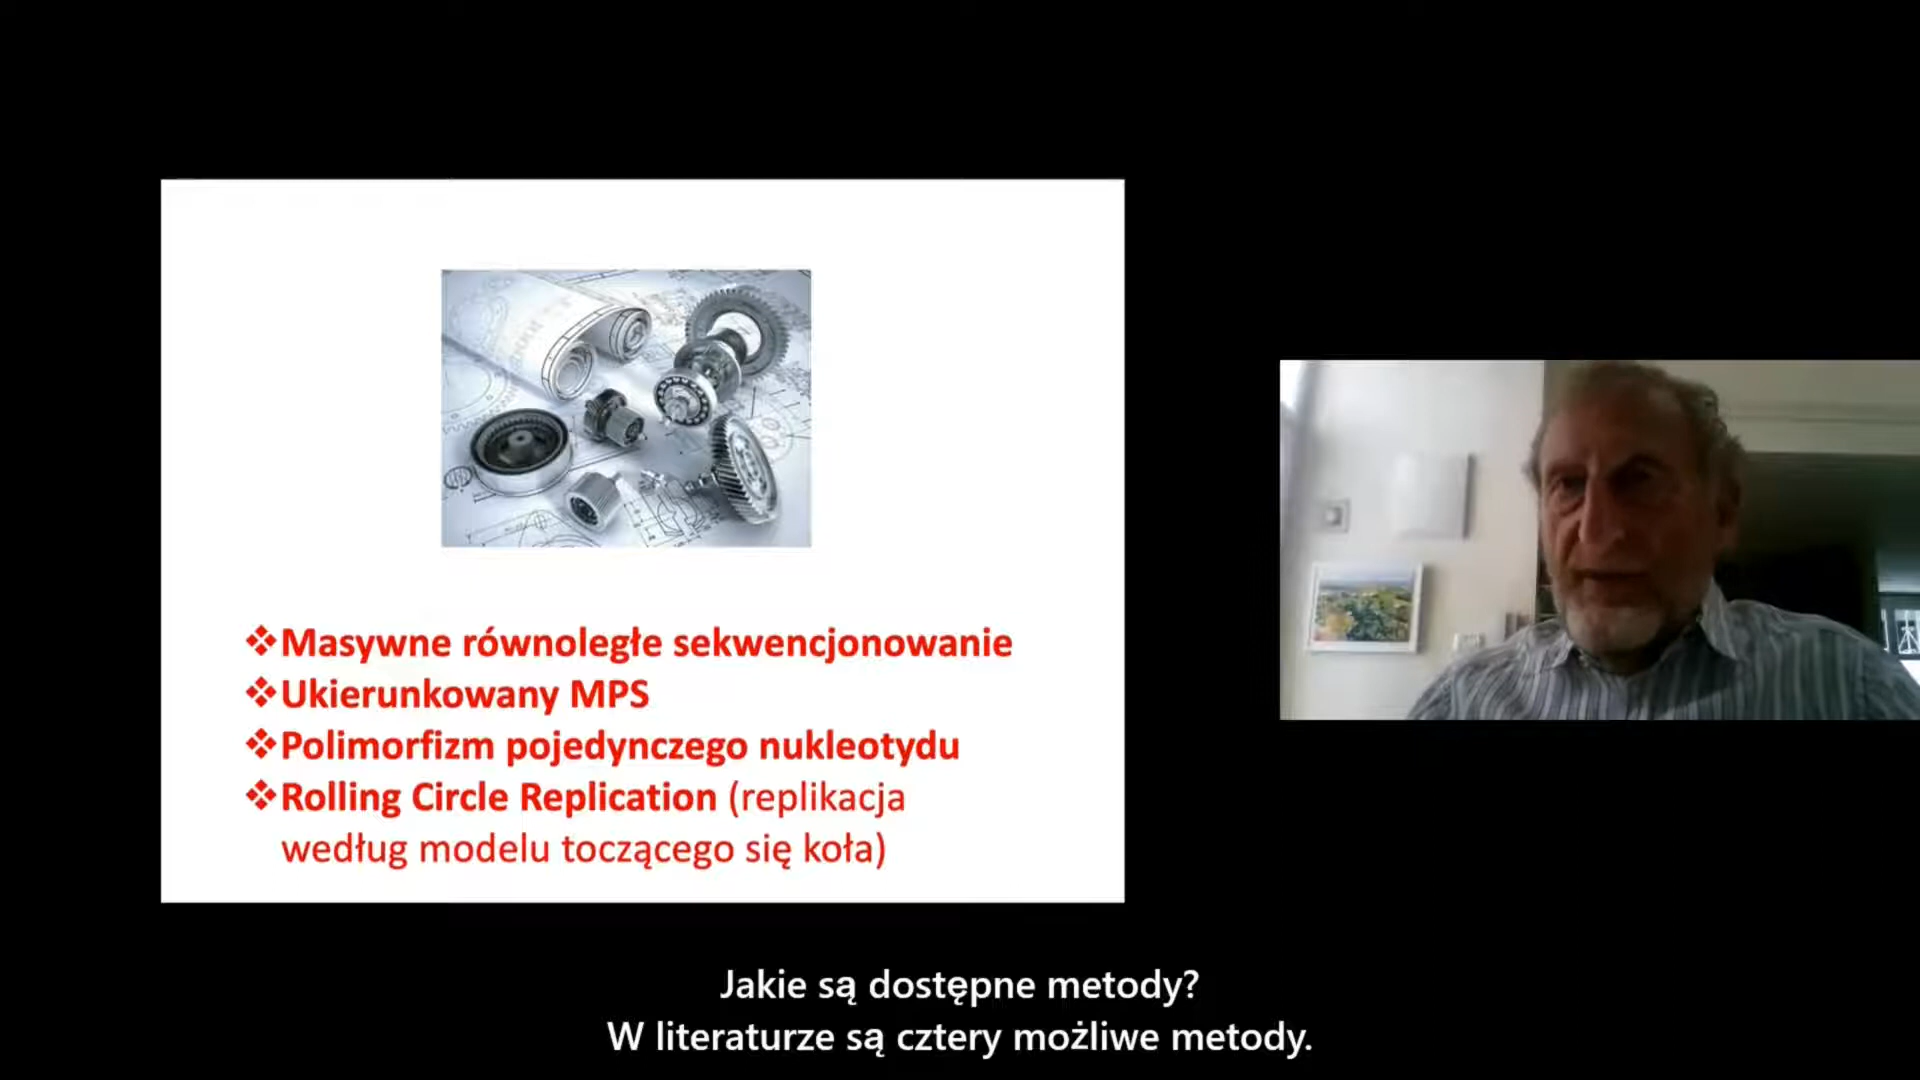 ❖Masywne równoległe sekwencjonowanie
❖Ukierunkowany MPS
❖Polimorfizm pojedynczego nukleotydu
❖Rolling Circle Replication (replikacja
według modelu toczącego się koła)
Jakie są dostępne metody?
W literaturze są cztery możliwe metody.